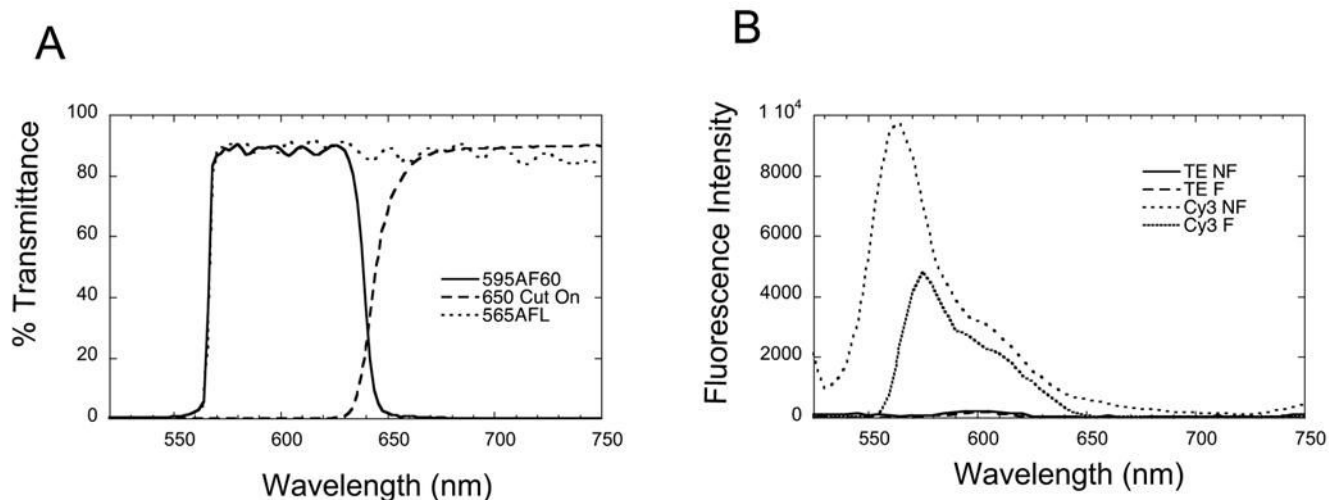 A
% Transmittance
100
80
60
40
20
0
595AF60
650 Cut On
565AFL
550
600
650
700
750
Wavelength (nm)
B
Fluorescence Intensity
1 10⁴
8000
6000
4000
2000
0
TE NF
TE F
Cy3 NF
Cy3 F
550
600
650
700
750
Wavelength (nm)